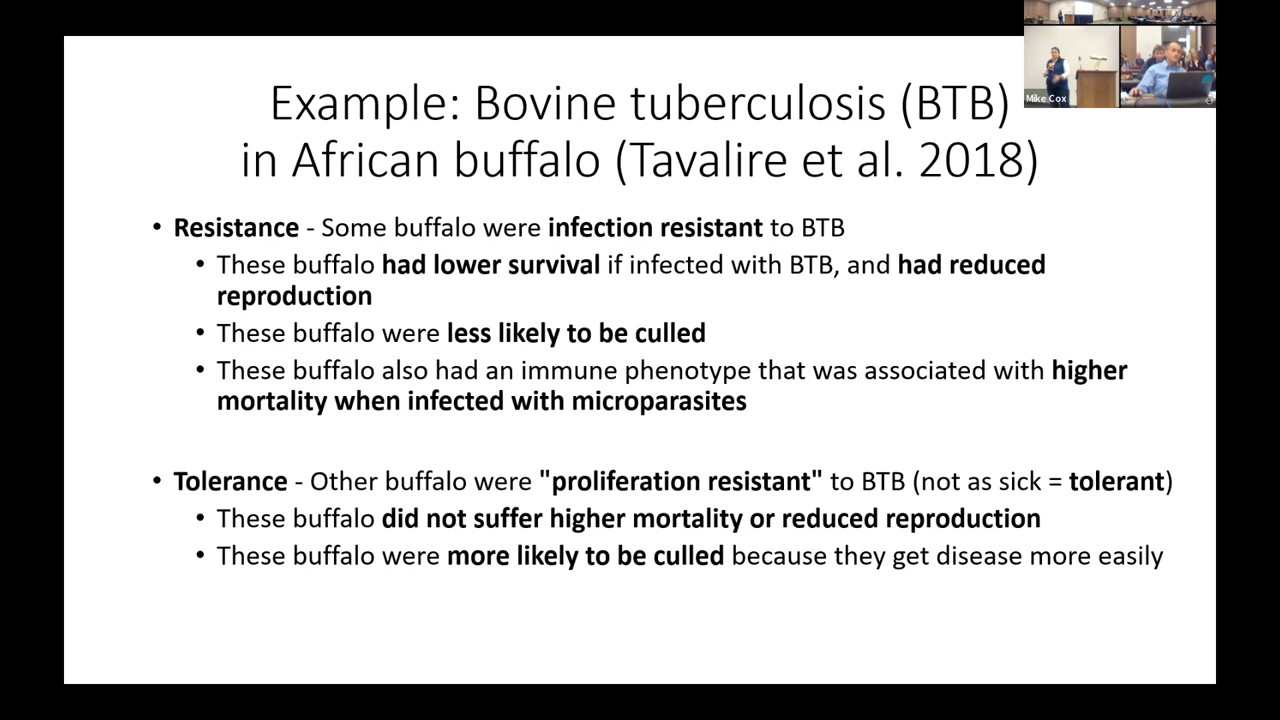 Example: Bovine tuberculosis (BTB)
in African buffalo (Tavalire et al. 2018)
Mike Cox
• Resistance - Some buffalo were infection resistant to BTB
• These buffalo had lower survival if infected with BTB, and had reduced
reproduction
• These buffalo were less likely to be culled
• These buffalo also had an immune phenotype that was associated with higher
mortality when infected with microparasites
• Tolerance - Other buffalo were "proliferation resistant" to BTB (not as sick = tolerant)
• These buffalo did not suffer higher mortality or reduced reproduction
• These buffalo were more likely to be culled because they get disease more easily